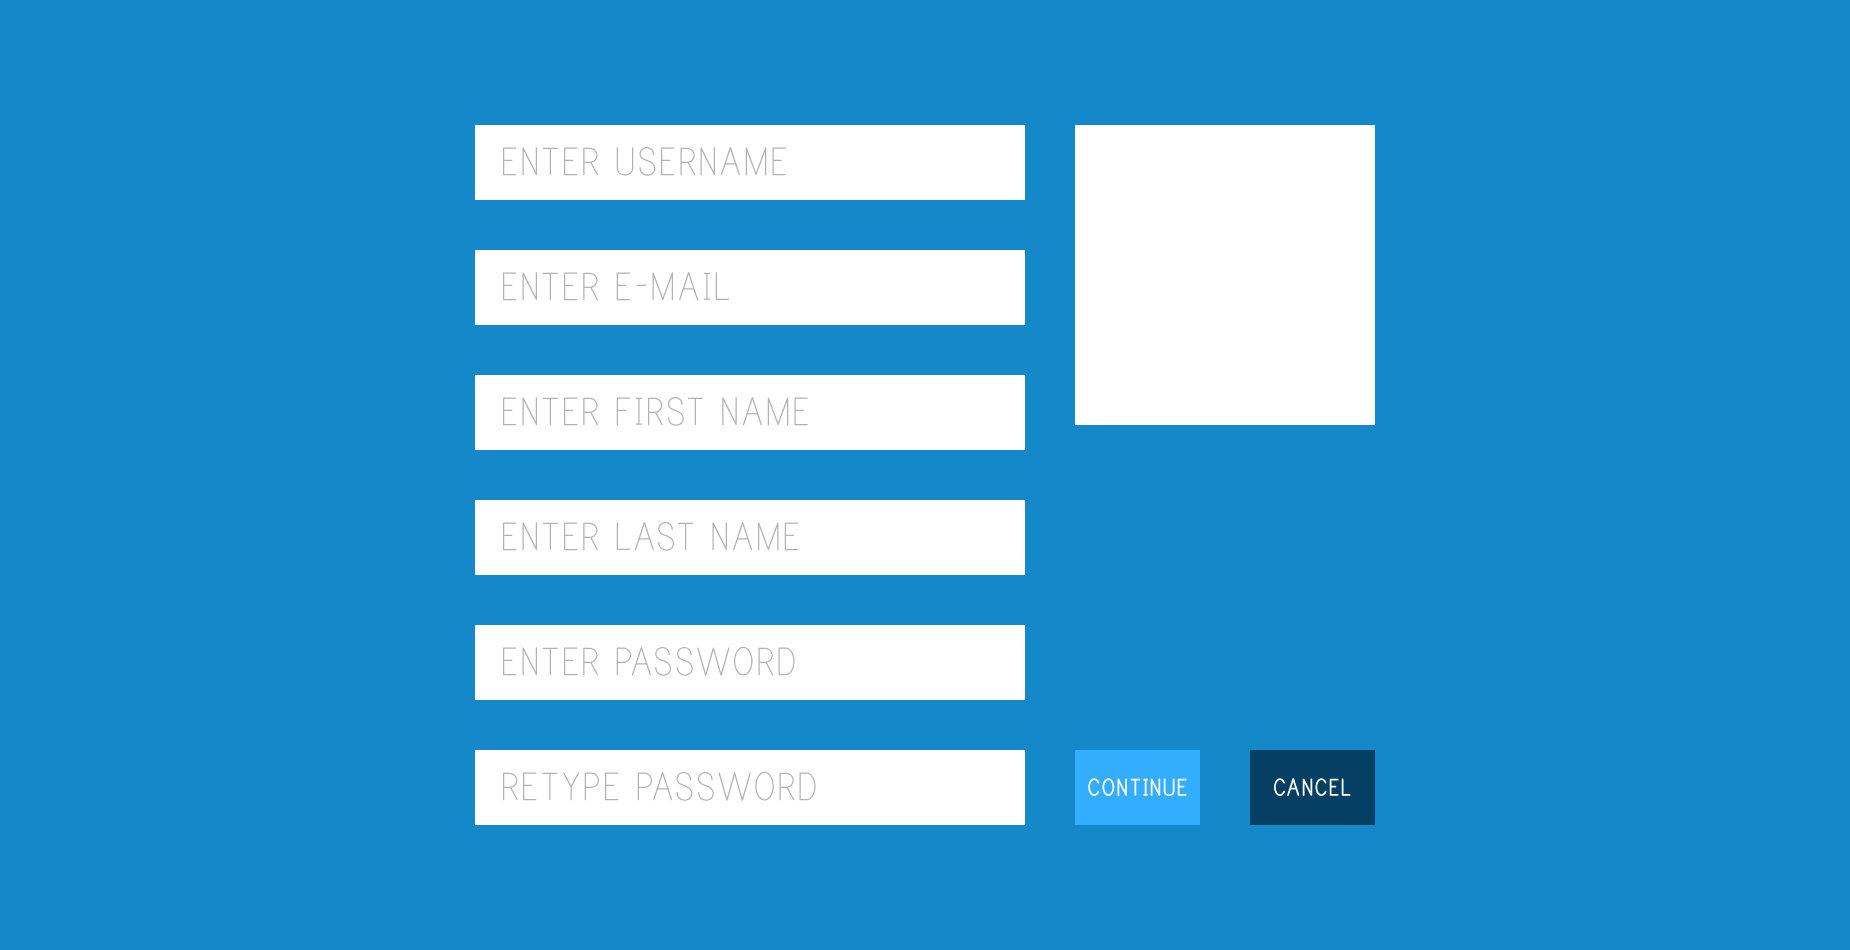 ENTER USERNAME
ENTER E-MAIL
ENTER FIRST NAME
ENTER LAST NAME
ENTER PASSWORD
RETYPE PASSWORD
CONTINUE
CANCEL